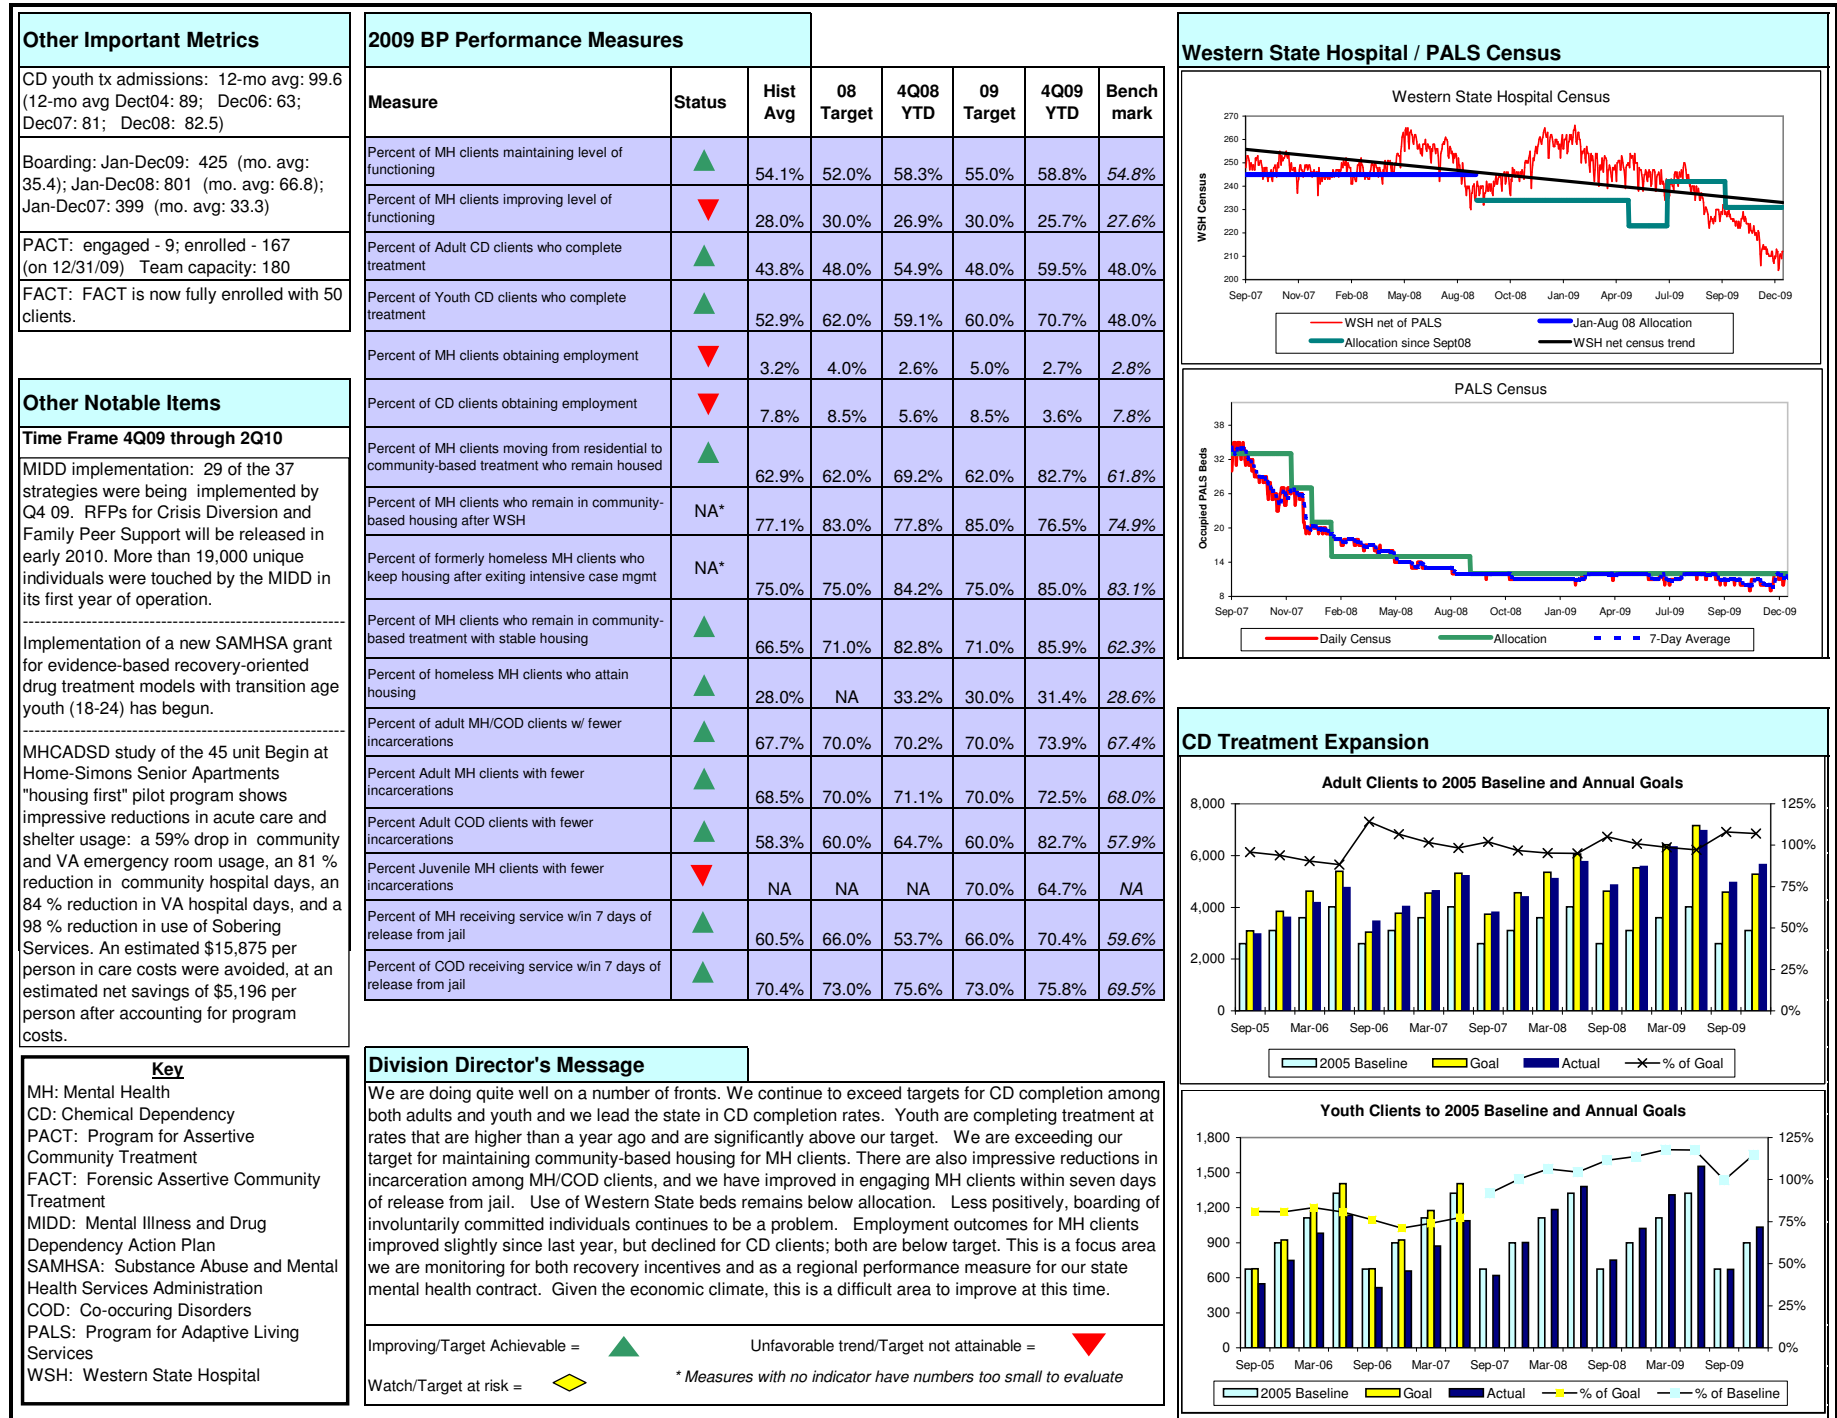 Other Important Metrics
CD youth tx admissions: 12-mo avg: 99.6
(12-mo avg Dect04: 89; Dec06: 63;
Dec07: 81; Dec08: 82.5)
Boarding: Jan-Dec09: 425 (mo. avg:
35.4); Jan-Dec08: 801 (mo. avg: 66.8);
Jan-Dec07: 399 (mo. avg: 33.3)
PACT: engaged - 9; enrolled - 167
(on 12/31/09) Team capacity: 180
FACT: FACT is now fully enrolled with 50
clients.
Other Notable Items
Time Frame 4Q09 through 2Q10
MIDD implementation: 29 of the 37
strategies were being implemented by
Q4 09. RFPs for Crisis Diversion and
Family Peer Support will be released in
early 2010. More than 19,000 unique
individuals were touched by the MIDD in
its first year of operation.
Implementation of a new SAMHSA grant
for evidence-based recovery-oriented
drug treatment models with transition age
youth (18-24) has begun.
MHCADSD study of the 45 unit Begin at
Home-Simons Senior Apartments
"housing first" pilot program shows
impressive reductions in acute care and
shelter usage: a 59% drop in community
and VA emergency room usage, an 81 %
reduction in community hospital days, an
84 % reduction in VA hospital days, and a
98 % reduction in use of Sobering
Services. An estimated $15,875 per
person in care costs were avoided, at an
estimated net savings of $5,196 per
person after accounting for program
costs.
Key
MH: Mental Health
CD: Chemical Dependency
PACT: Program for Assertive
Community Treatment
FACT: Forensic Assertive Community
Treatment
MIDD: Mental Illness and Drug
Dependency Action Plan
SAMHSA: Substance Abuse and Mental
Health Services Administration
COD: Co-occuring Disorders
PALS: Program for Adaptive Living
Services
WSH: Western State Hospital
2009 BP Performance Measures
Measure Status Hist Avg 08 Target 4Q08 YTD 09 Target 4Q09 YTD Bench mark
Percent of MH clients maintaining level of
functioning 54.1% 52.0% 58.3% 55.0% 58.8% 54.8%
Percent of MH clients improving level of
functioning 28.0% 30.0% 26.9% 30.0% 25.7% 27.6%
Percent of Adult CD clients who complete
treatment 43.8% 48.0% 54.9% 48.0% 59.5% 48.0%
Percent of Youth CD clients who complete
treatment 52.9% 62.0% 59.1% 60.0% 70.7% 48.0%
Percent of MH clients obtaining employment 3.2% 4.0% 2.6% 5.0% 2.7% 2.8%
Percent of CD clients obtaining employment 7.8% 8.5% 5.6% 8.5% 3.6% 7.8%
Percent of MH clients moving from residential to
community-based treatment who remain housed 62.9% 62.0% 69.2% 62.0% 82.7% 61.8%
Percent of MH clients who remain in community-
based housing after WSH NA* 77.1% 83.0% 77.8% 85.0% 76.5% 74.9%
Percent of formerly homeless MH clients who
keep housing after exiting intensive case mgmt NA* 75.0% 75.0% 84.2% 75.0% 85.0% 83.1%
Percent of MH clients who remain in community-
based treatment with stable housing 66.5% 71.0% 82.8% 71.0% 85.9% 62.3%
Percent of homeless MH clients who attain
housing 28.0% NA 33.2% 30.0% 31.4% 28.6%
Percent of adult MH/COD clients w/ fewer
incarcerations 67.7% 70.0% 70.2% 70.0% 73.9% 67.4%
Percent Adult MH clients with fewer
incarcerations 68.5% 70.0% 71.1% 70.0% 72.5% 68.0%
Percent Adult COD clients with fewer
incarcerations 58.3% 60.0% 64.7% 60.0% 82.7% 57.9%
Percent Juvenile MH clients with fewer
incarcerations NA NA NA 70.0% 64.7% NA
Percent of MH receiving service w/in 7 days of
release from jail 60.5% 66.0% 53.7% 66.0% 70.4% 59.6%
Percent of COD receiving service w/in 7 days of
release from jail 70.4% 73.0% 75.6% 73.0% 75.8% 69.5%
Division Director's Message
We are doing quite well on a number of fronts. We continue to exceed targets for CD completion among
both adults and youth and we lead the state in CD completion rates. Youth are completing treatment at
rates that are higher than a year ago and are significantly above our target. We are exceeding our
target for maintaining community-based housing for MH clients. There are also impressive reductions in
incarceration among MH/COD clients, and we have improved in engaging MH clients within seven days
of release from jail. Use of Western State beds remains below allocation. Less positively, boarding of
involuntarily committed individuals continues to be a problem. Employment outcomes for MH clients
improved slightly since last year, but declined for CD clients; both are below target. This is a focus area
we are monitoring for both recovery incentives and as a regional performance measure for our state
mental health contract. Given the economic climate, this is a difficult area to improve at this time.
Improving/Target Achievable = Unfavorable trend/Target not attainable =
Watch/Target at risk = * Measures with no indicator have numbers too small to evaluate
Western State Hospital / PALS Census
Western State Hospital Census
WSH Census
270
260
250
240
230
220
210
200
Sep-07 Nov-07 Feb-08 May-08 Aug-08 Oct-08 Jan-09 Apr-09 Jul-09 Sep-09 Dec-09
WSH net of PALS Jan-Aug 08 Allocation
Allocation since Sept08 WSH net census trend
PALS Census
Occupied PALS Beds
38
32
26
20
14
8
Sep-07 Nov-07 Feb-08 May-08 Aug-08 Oct-08 Jan-09 Apr-09 Jul-09 Sep-09 Dec-09
Daily Census Allocation 7-Day Average
CD Treatment Expansion
Adult Clients to 2005 Baseline and Annual Goals
8,000 125%
6,000 100%
75%
4,000
50%
2,000 25%
0 0%
Sep-05 Mar-06 Sep-06 Mar-07 Sep-07 Mar-08 Sep-08 Mar-09 Sep-09
2005 Baseline Goal Actual % of Goal
Youth Clients to 2005 Baseline and Annual Goals
1,800 125%
1,500
100%
1,200
75%
900
50%
600
25%
300
0 0%
Sep-05 Mar-06 Sep-06 Mar-07 Sep-07 Mar-08 Sep-08 Mar-09 Sep-09
2005 Baseline Goal Actual % of Goal % of Baseline